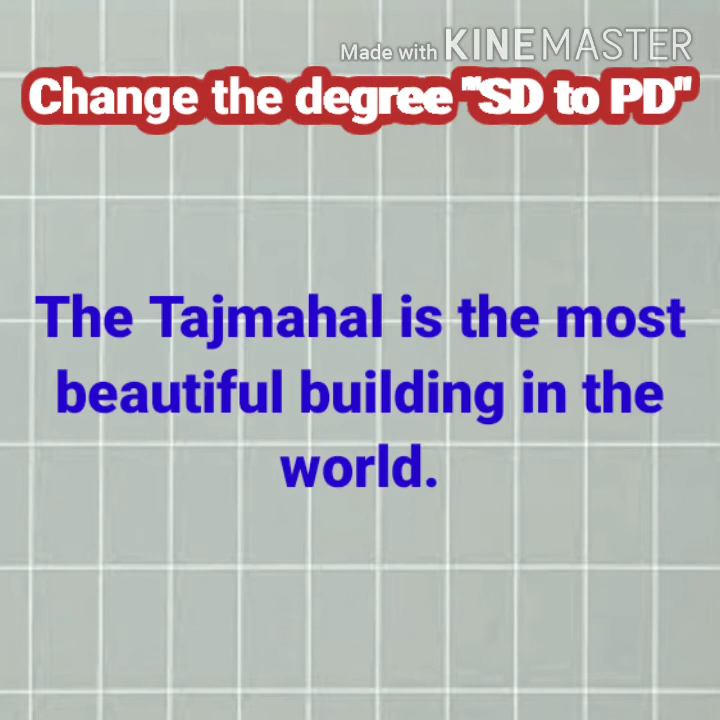 Made with KINEMASTER
Change the degree "SD to PD"
The Tajmahal is the most
beautiful building in the
world.